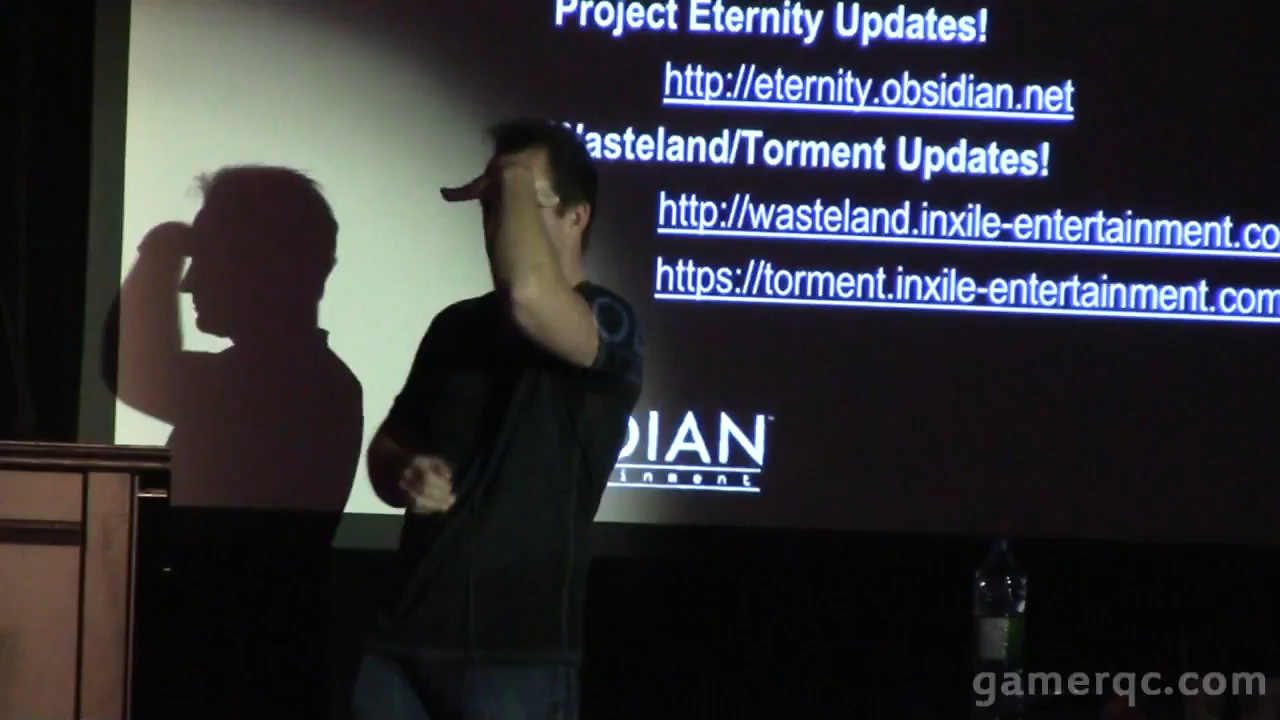 Project Eternity Updates!
http://eternity.obsidian.net
Wasteland/Torment Updates!
http://wasteland.inxile-entertainment.co
https://torment.inxile-entertainment.com
DIAN
inment
gamerqc.com